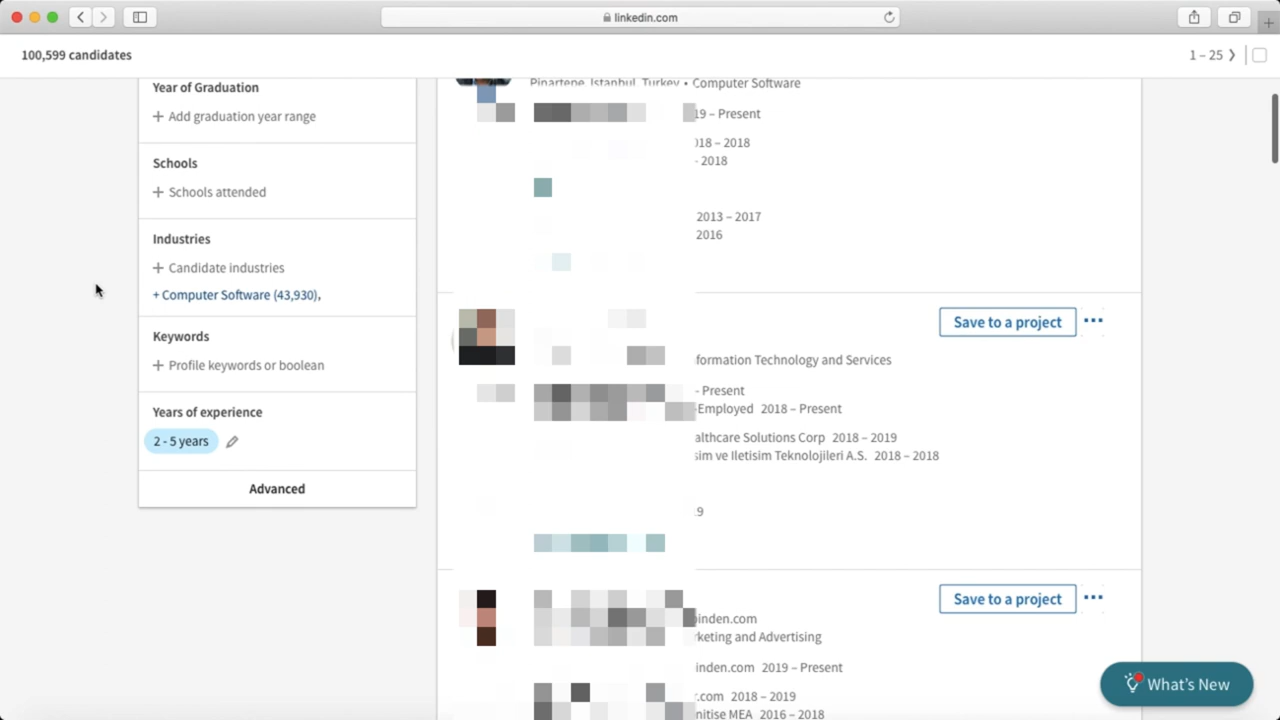 linkedin.com
100,599 candidates
1 – 25
Year of Graduation
+ Add graduation year range
Schools
+ Schools attended
Industries
+ Candidate industries
+ Computer Software (43,930),
Keywords
+ Profile keywords or boolean
Years of experience
2 - 5 years
Advanced
Pinartepe, Istanbul, Turkey • Computer Software
19 – Present
018 – 2018
- 2018
2013 – 2017
2016
Save to a project
formation Technology and Services
- Present
Employed 2018 – Present
althcare Solutions Corp 2018 – 2019
sim ve Iletisim Teknolojileri A.S. 2018 – 2018
19
Save to a project
inden.com
keting and Advertising
inden.com 2019 – Present
.com 2018 – 2019
nitise MEA 2016 – 2018
What's New